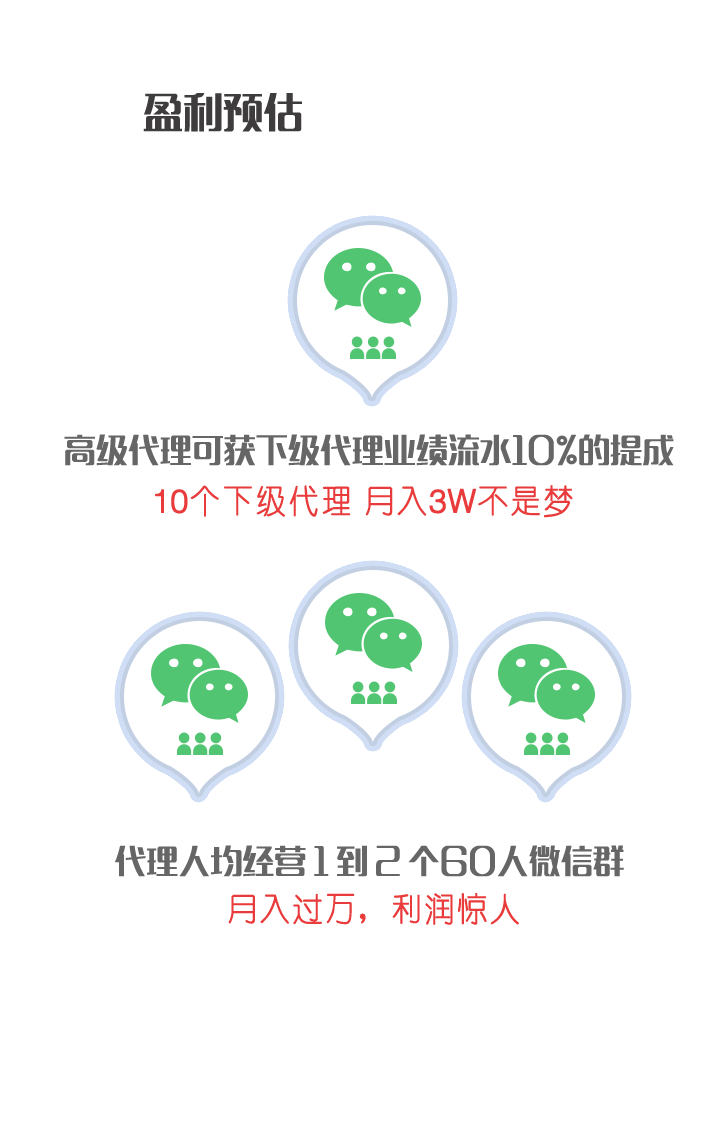 盈利预估
高级代理可获下级代理业绩流水10%的提成
10个下级代理 月入3W不是梦
代理人均经营1到2个60人微信群
月入过万，利润惊人